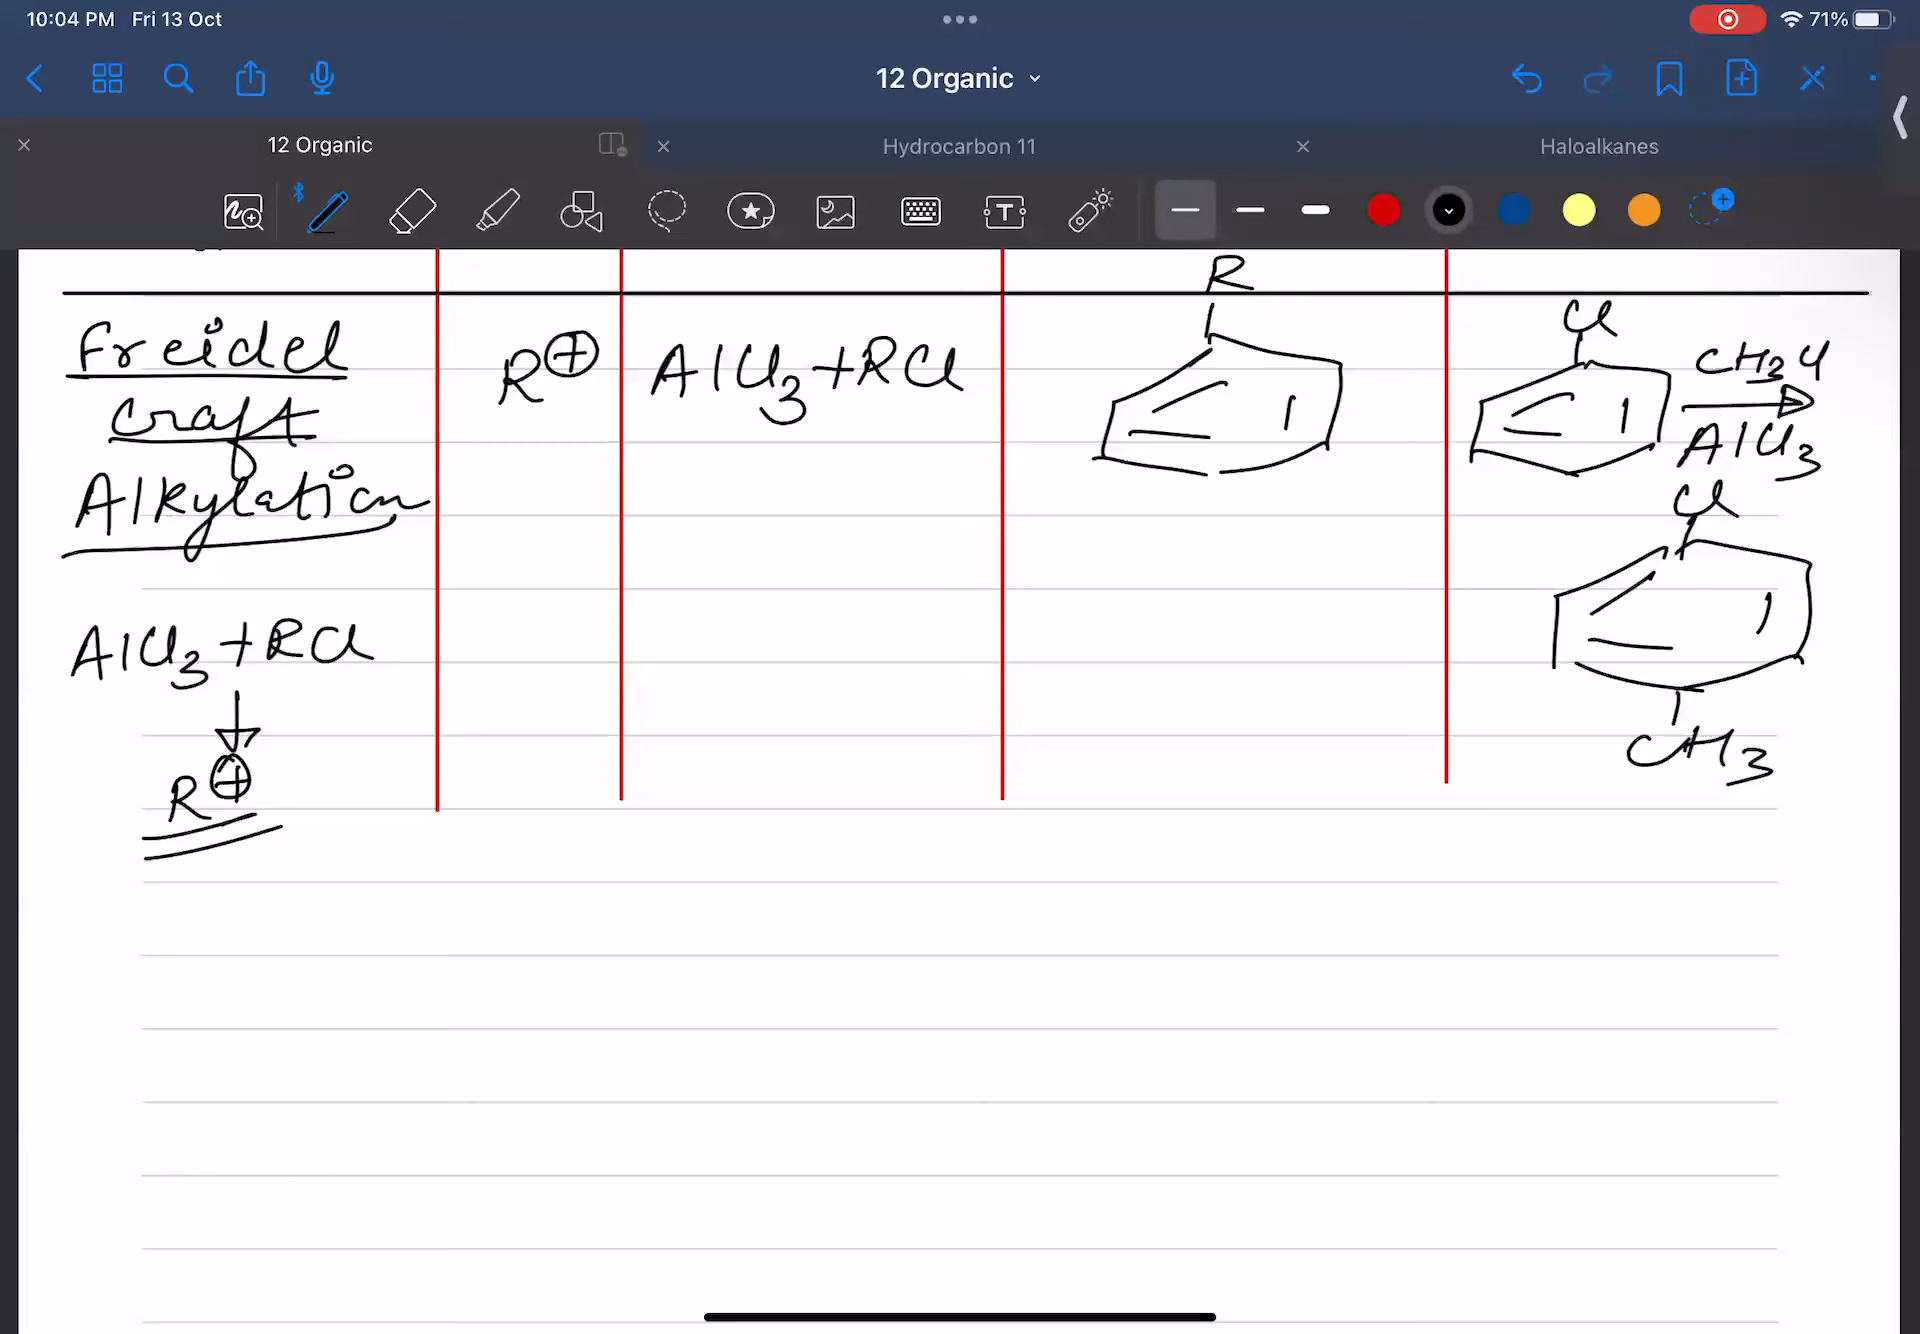 10:04 PM Fri 13 Oct
71%
12 Organic
12 Organic
Hydrocarbon 11
Haloalkanes
T
R
Freidel
Craft
Alkylation
R⊕
AlCl3+RCl
Cl
CH3Cl
AlCl3
Cl
CH3
AlCl3+RCl
R⊕